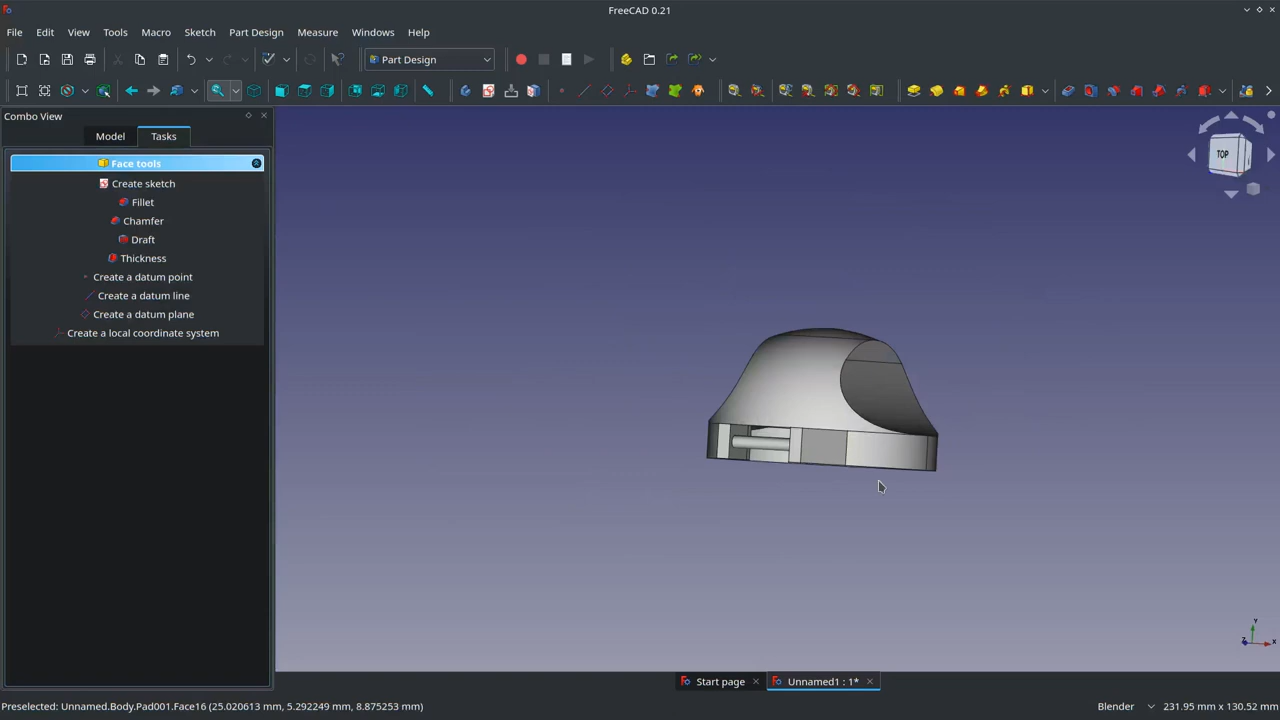 FreeCAD 0.21
File Edit View Tools Macro Sketch Part Design Measure Windows Help
Part Design
Combo View
Model Tasks
Face tools
Create sketch
Fillet
Chamfer
Draft
Thickness
Create a datum point
Create a datum line
Create a datum plane
Create a local coordinate system
TOP
Y
Z X
Start page Unnamed1 : 1*
Preselected: Unnamed.Body.Pad001.Face16 (25.020613 mm, 5.292249 mm, 8.875253 mm) Blender 231.95 mm x 130.52 mm